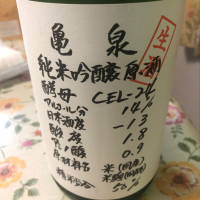 亀泉
生
純米吟醸原酒
酵母 CEL-24
アルコール分 14%
日本酒度 -13
酸度 1.8
アミノ酸 0.9
原材料名 米(国産)
米麹(国産米)
精米歩合 50%